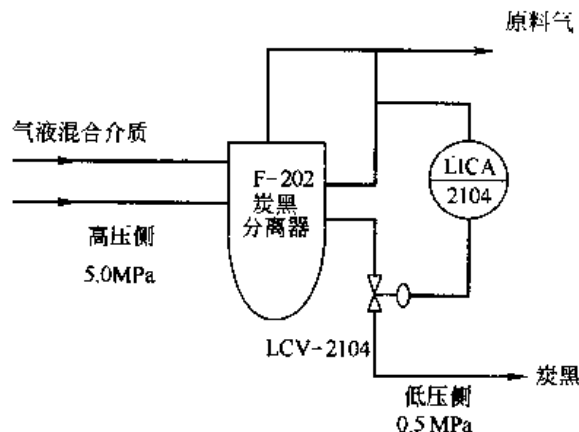 原料气
气液混合介质
F-202
炭黑
分离器
LICA
2104
高压侧
5.0MPa
LCV-2104
炭黑
低压侧
0.5MPa